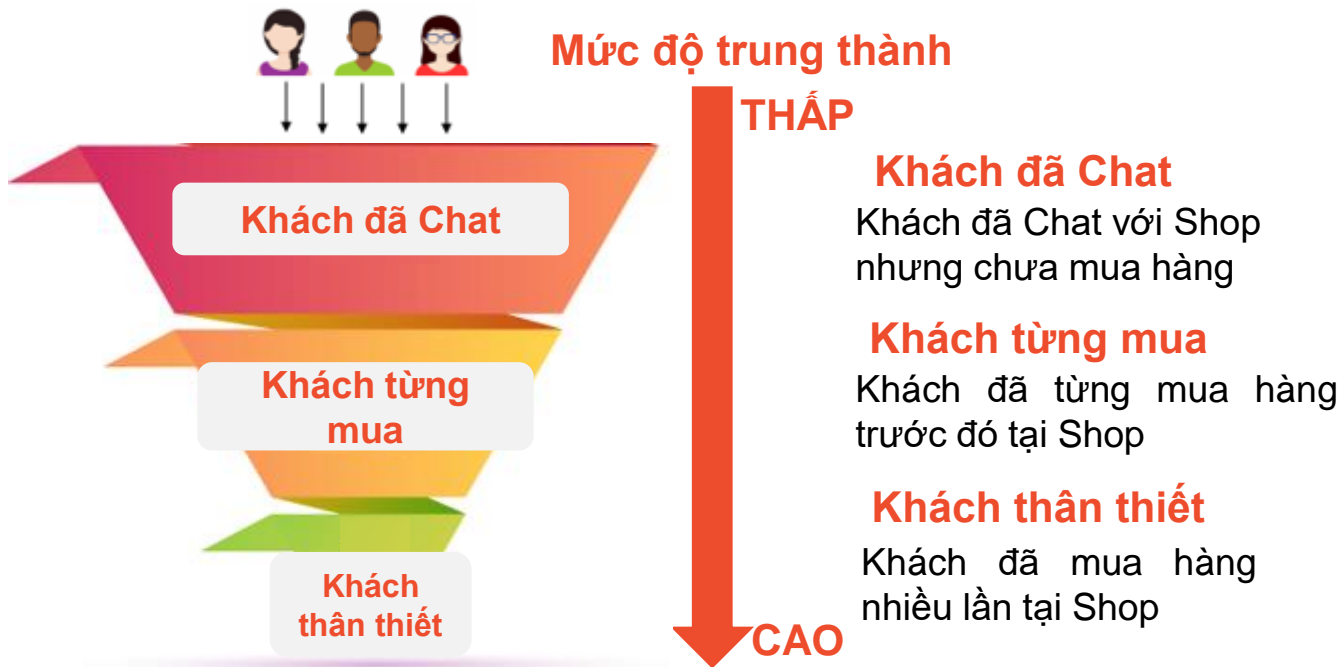 Mức độ trung thành
THẤP
Khách đã Chat
Khách từng
mua
Khách
thân thiết
Khách đã Chat
Khách đã Chat với Shop
nhưng chưa mua hàng
Khách từng mua
Khách đã từng mua hàng
trước đó tại Shop
Khách thân thiết
Khách đã mua hàng
nhiều lần tại Shop
CAO